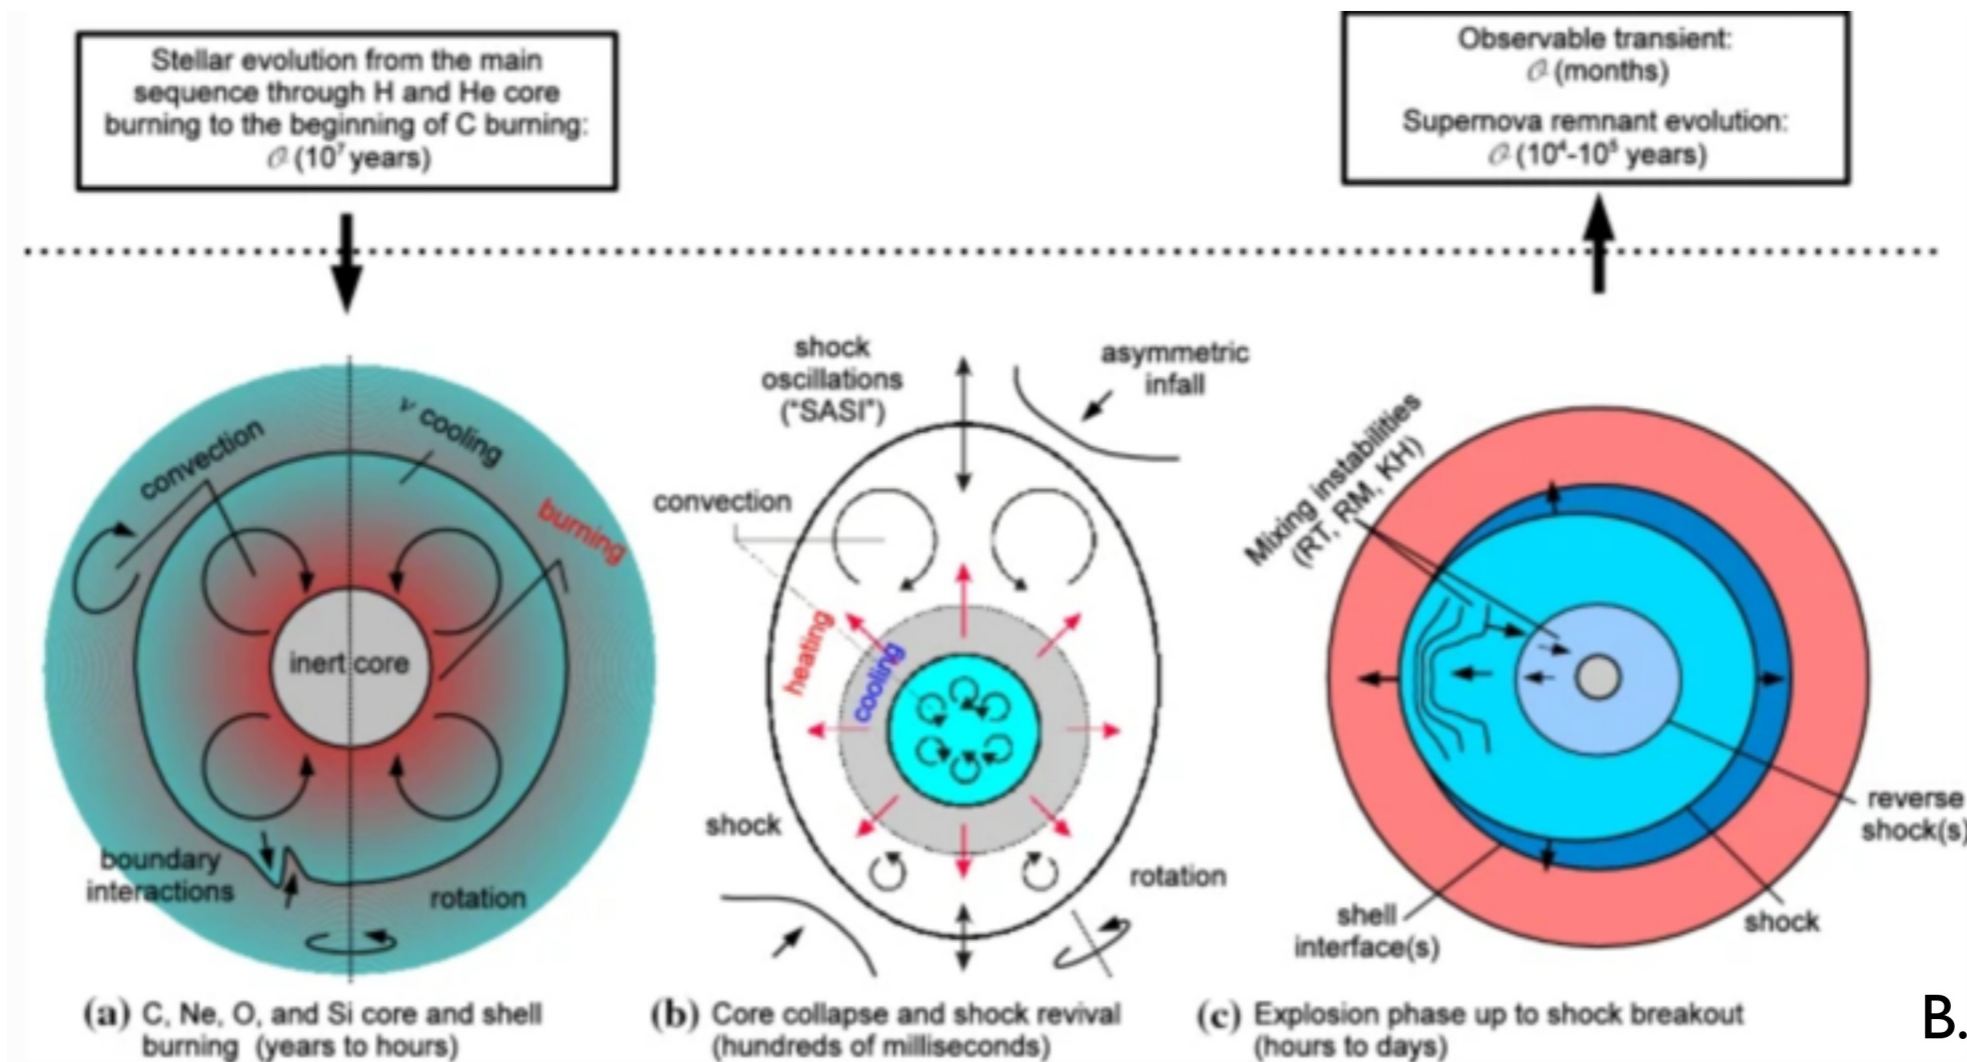 Stellar evolution from the main
sequence through H and He core
burning to the beginning of C burning:
𝒪 (10⁷ years)
Observable transient:
𝒪 (months)
Supernova remnant evolution:
𝒪 (10⁴-10⁵ years)
convection
ν cooling
burning
inert core
boundary
interactions
rotation
(a) C, Ne, O, and Si core and shell
burning (years to hours)
shock
oscillations
("SASI")
asymmetric
infall
convection
heating
cooling
shock
rotation
(b) Core collapse and shock revival
(hundreds of milliseconds)
Mixing instabilities
(RT, RM, KH)
reverse
shock(s)
shell
interface(s)
shock
(c) Explosion phase up to shock breakout
(hours to days)
B.